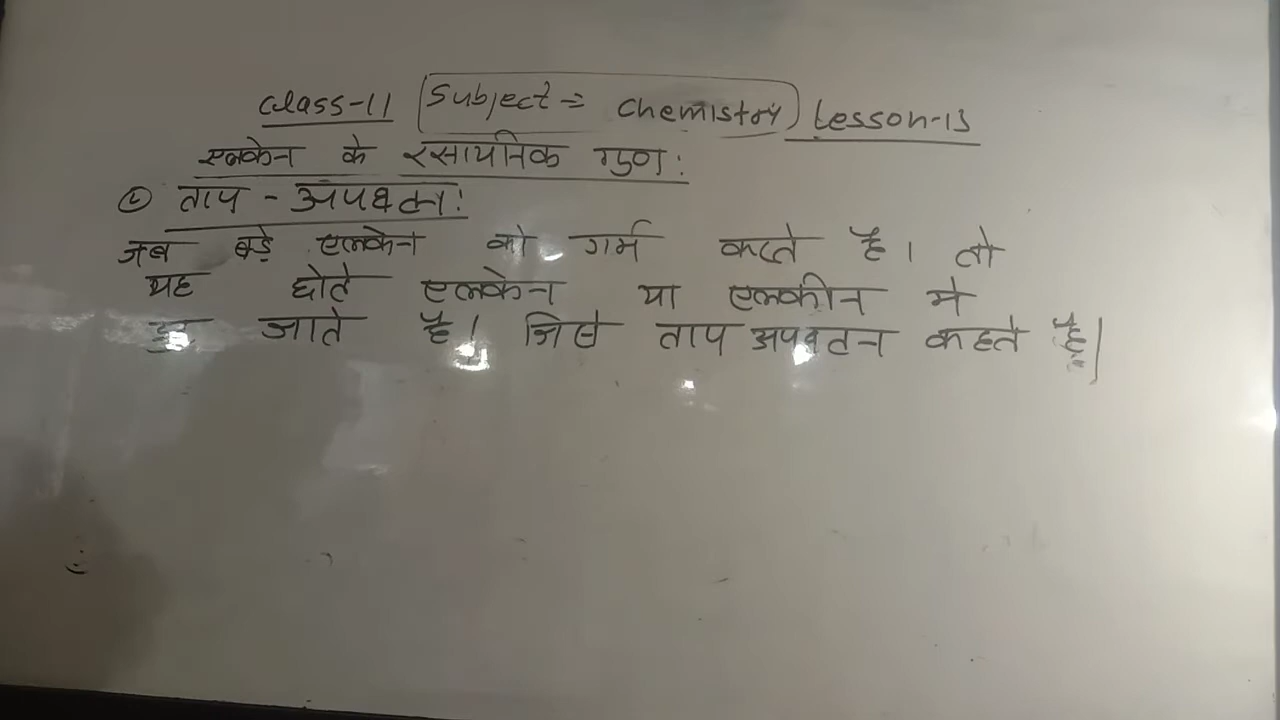 Class-11 Subject = Chemistry Lesson-13
एल्केन के रसायनिक गुण:
ताप - अपघटन:
जब बड़े एल्केन को गर्म करते है। तो
यह छोटे एल्केन या एल्कीन मे
जाते है। जिसे ताप अपघटन कहते है।